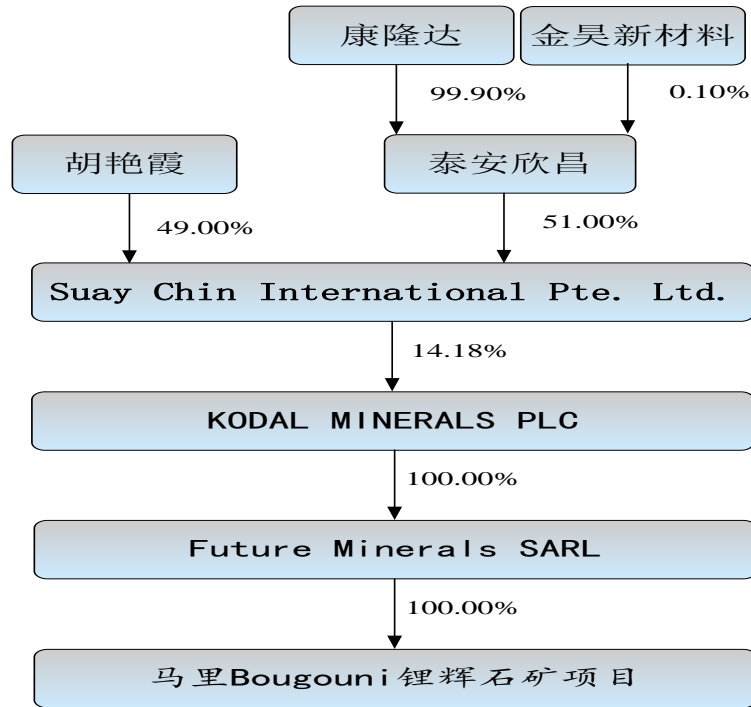 康隆达
金昊新材料
99.90%
0.10%
胡艳霞
泰安欣昌
49.00%
51.00%
Suay Chin International Pte. Ltd.
14.18%
KODAL MINERALS PLC
100.00%
Future Minerals SARL
100.00%
马里Bougouni锂辉石矿项目